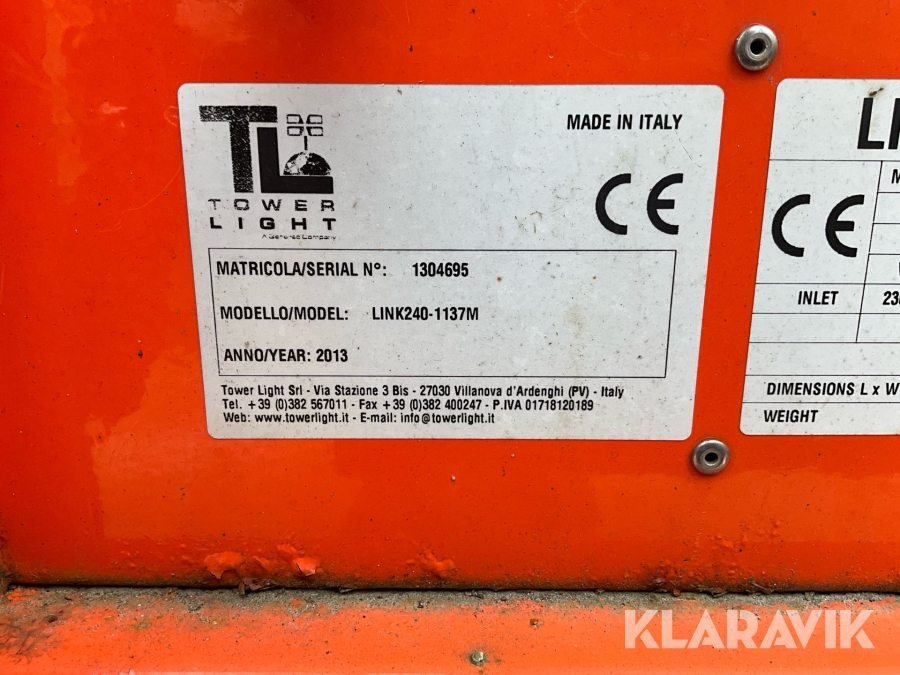 TL
TOWER
LIGHT
A Generac Company
MADE IN ITALY
CE
MATRICOLA/SERIAL N°: 1304695
MODELLO/MODEL: LINK240-1137M
ANNO/YEAR: 2013
Tower Light Srl - Via Stazione 3 Bis - 27030 Villanova d'Ardenghi (PV) - Italy
Tel. +39 (0)382 567011 - Fax +39 (0)382 400247 - P.IVA 01718120189
Web: www.towerlight.it - E-mail: info@towerlight.it
CE
INLET
DIMENSIONS L x W
WEIGHT
KLARAVIK